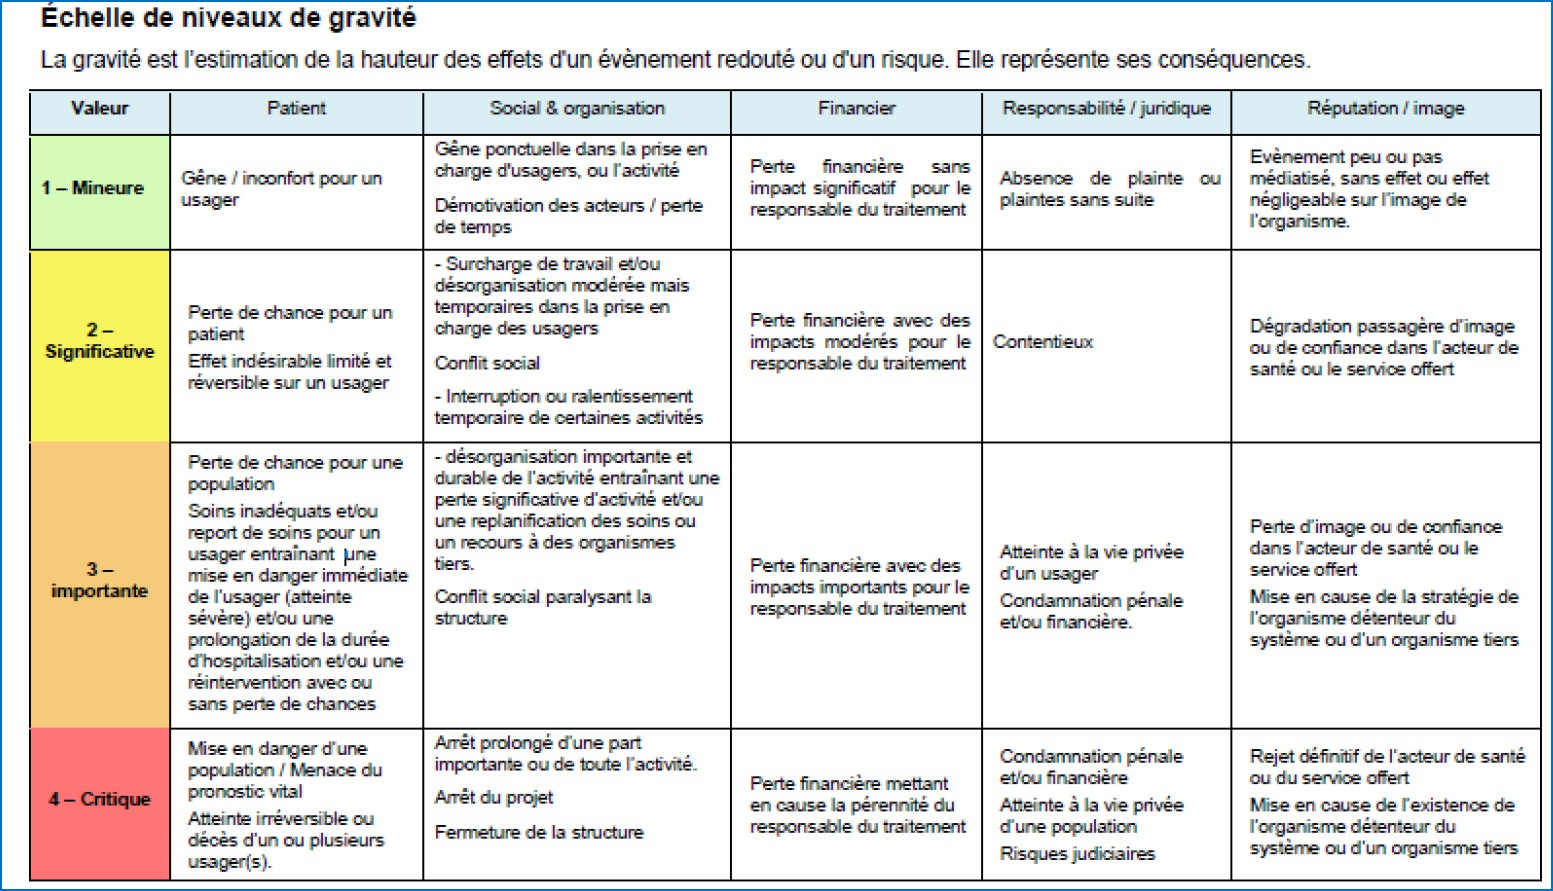 Échelle de niveaux de gravité
La gravité est l'estimation de la hauteur des effets d'un évènement redouté ou d'un risque. Elle représente ses conséquences.
Valeur
Patient
Social & organisation
Financier
Responsabilité / juridique
Réputation / image
1 – Mineure
Gêne / inconfort pour un
usager
Gêne ponctuelle dans la prise en
charge d'usagers, ou l'activité
Démotivation des acteurs / perte
de temps
Perte financière sans
impact significatif pour le
responsable du traitement
Absence de plainte ou
plaintes sans suite
Evènement peu ou pas
médiatisé, sans effet ou effet
négligeable sur l'image de
l'organisme.
2 –
Significative
Perte de chance pour un
patient
Effet indésirable limité et
réversible sur un usager
- Surcharge de travail et/ou
désorganisation modérée mais
temporaires dans la prise en
charge des usagers
Conflit social
- Interruption ou ralentissement
temporaire de certaines activités
Perte financière avec des
impacts modérés pour le
responsable du traitement
Contentieux
Dégradation passagère d'image
ou de confiance dans l'acteur de
santé ou le service offert
3 –
importante
Perte de chance pour une
population
Soins inadéquats et/ou
report de soins pour un
usager entraînant une
mise en danger immédiate
de l'usager (atteinte
sévère) et/ou une
prolongation de la durée
d'hospitalisation et/ou une
réintervention avec ou
sans perte de chances
- désorganisation importante et
durable de l'activité entraînant une
perte significative d'activité et/ou
une replanification des soins ou
un recours à des organismes
tiers.
Conflit social paralysant la
structure
Perte financière avec des
impacts importants pour le
responsable du traitement
Atteinte à la vie privée
d'un usager
Condamnation pénale
et/ou financière.
Perte d'image ou de confiance
dans l'acteur de santé ou le
service offert
Mise en cause de la stratégie de
l'organisme détenteur du
système ou d'un organisme tiers
4 – Critique
Mise en danger d'une
population / Menace du
pronostic vital
Atteinte irréversible ou
décès d'un ou plusieurs
usager(s).
Arrêt prolongé d'une part
importante ou de toute l'activité.
Arrêt du projet
Fermeture de la structure
Perte financière mettant
en cause la pérennité du
responsable du traitement
Condamnation pénale
et/ou financière
Atteinte à la vie privée
d'une population
Risques judiciaires
Rejet définitif de l'acteur de santé
ou du service offert
Mise en cause de l'existence de
l'organisme détenteur du
système ou d'un organisme tiers